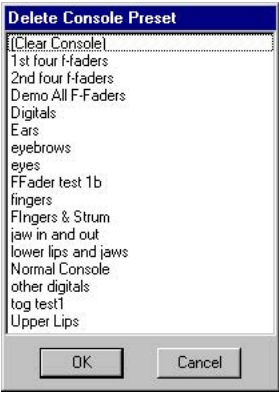 Delete Console Preset
(Clear Console)
1st four f-faders
2nd four f-faders
Demo All F-Faders
Digitals
Ears
eyebrows
eyes
FFader test 1b
fingers
FIngers & Strum
jaw in and out
lower lips and jaws
Normal Console
other digitals
tog test1
Upper Lips
OK Cancel